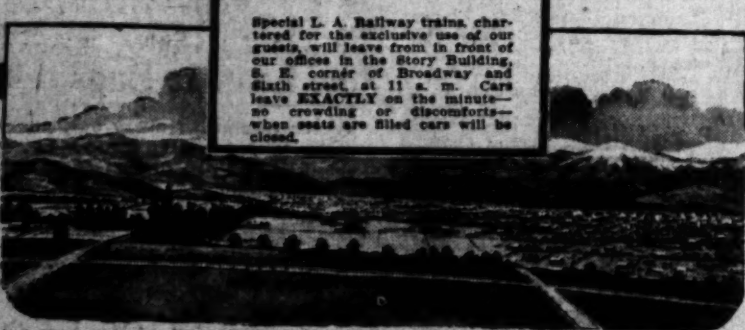 Special L. A. Railway trains, char-
tered for the exclusive use of our
guests, will leave from in front of
our offices in the Story Building,
S. E. corner of Broadway and
Sixth street, at 11 a. m. Cars
leave EXACTLY on the minute—
no crowding or discomforts—
when seats are filled cars will be
closed.